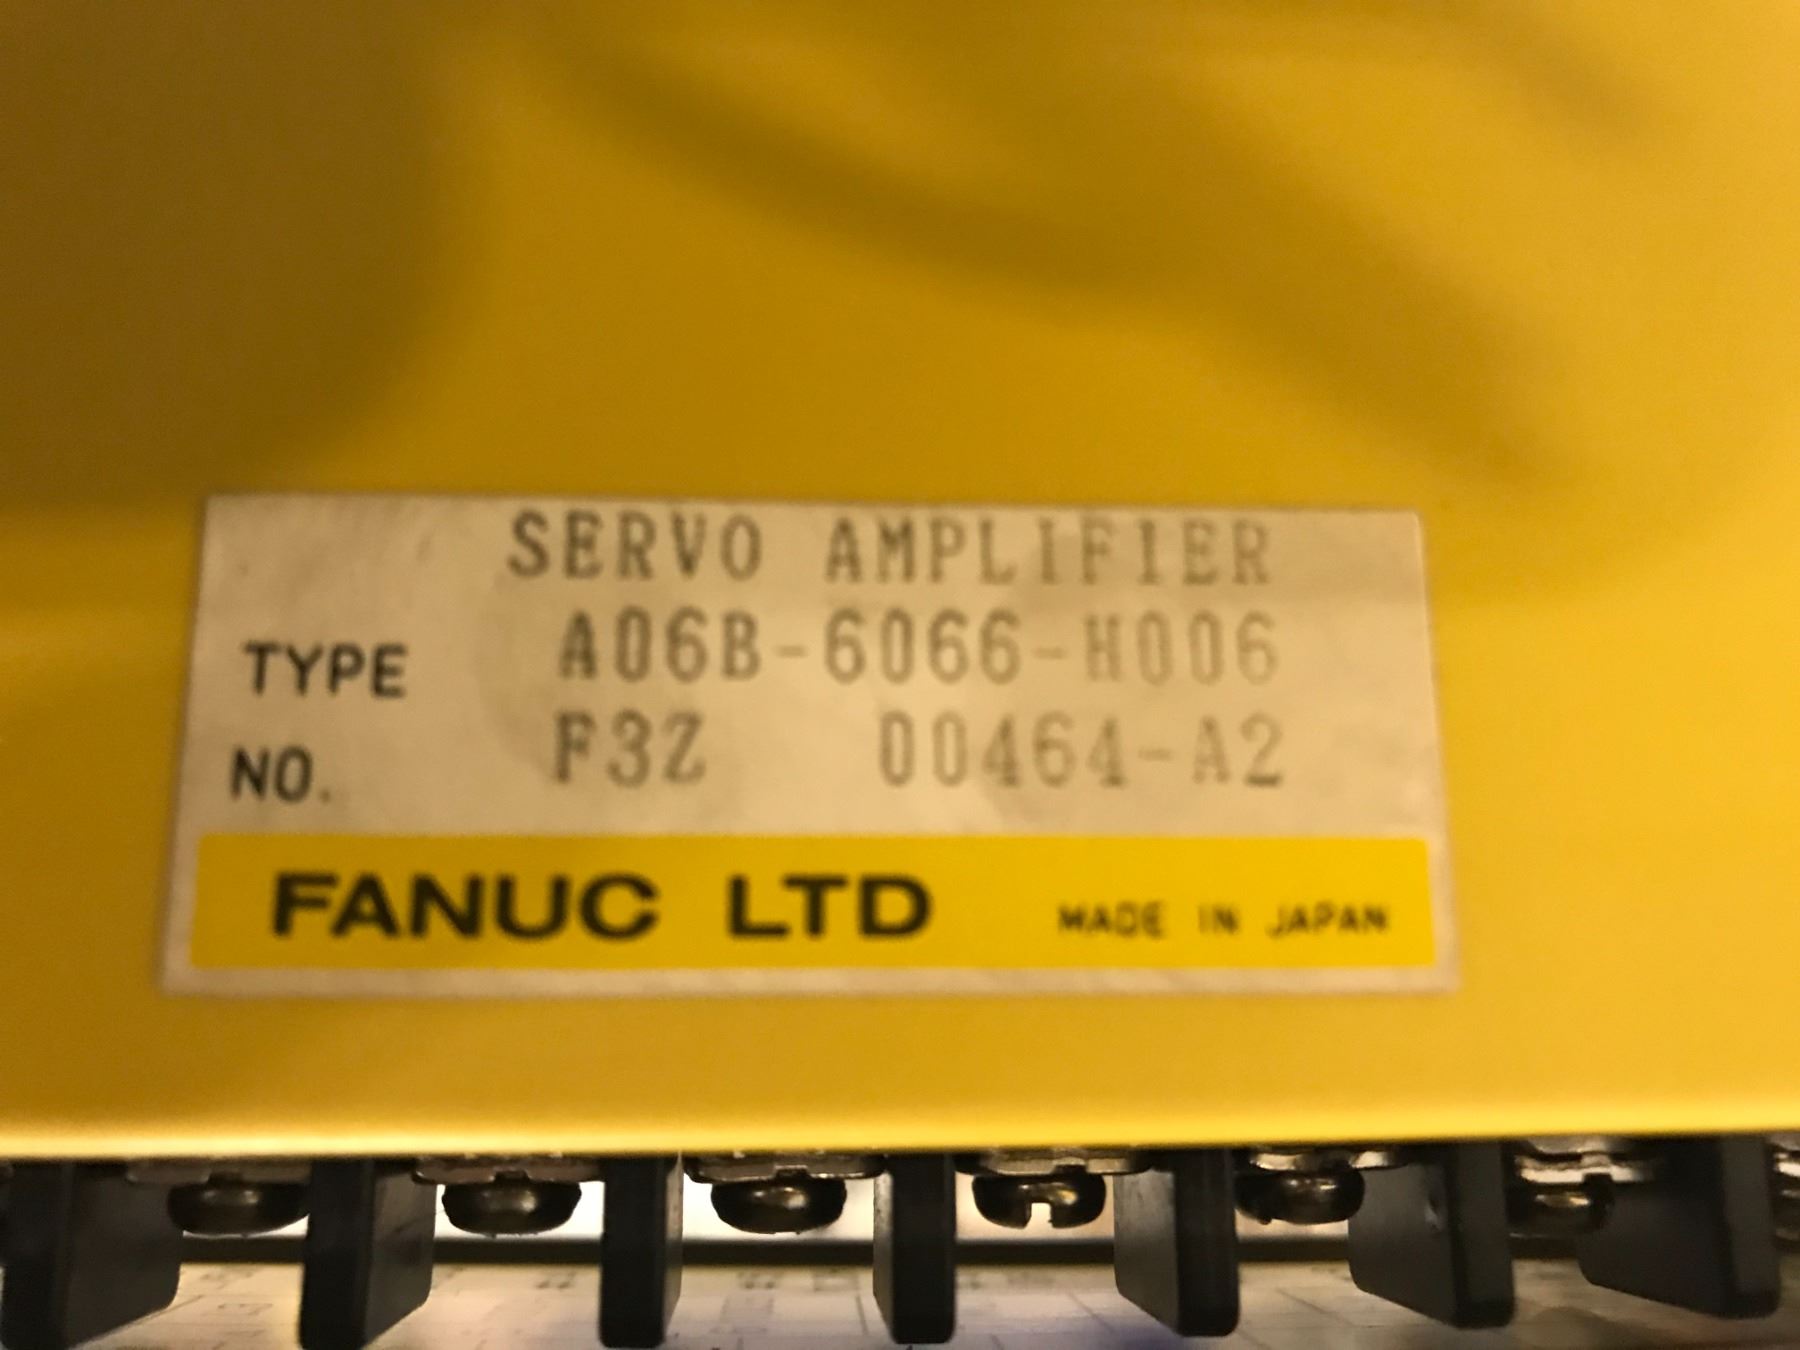 SERVO AMPLIFIER
TYPE A06B-6066-H006
NO. F3Z 00464-A2
FANUC LTD MADE IN JAPAN